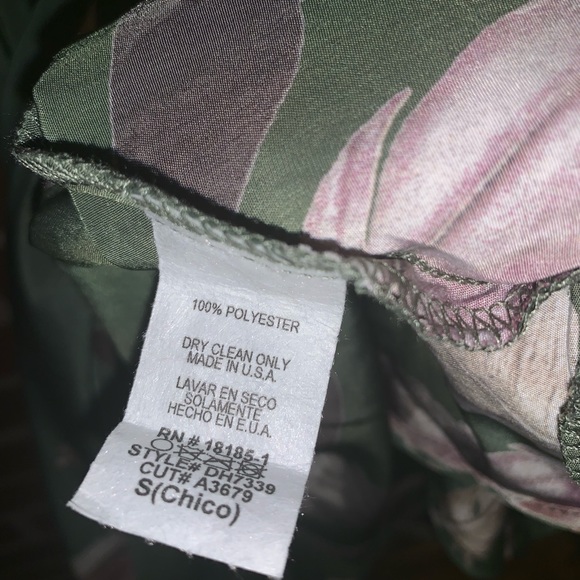 100% POLYESTER
DRY CLEAN ONLY
MADE IN U.S.A.
LAVAR EN SECO
SOLAMENTE
HECHO EN E.U.A.
RN # 18185-1
STYLE# DH7339
CUT# A3679
S(Chico)